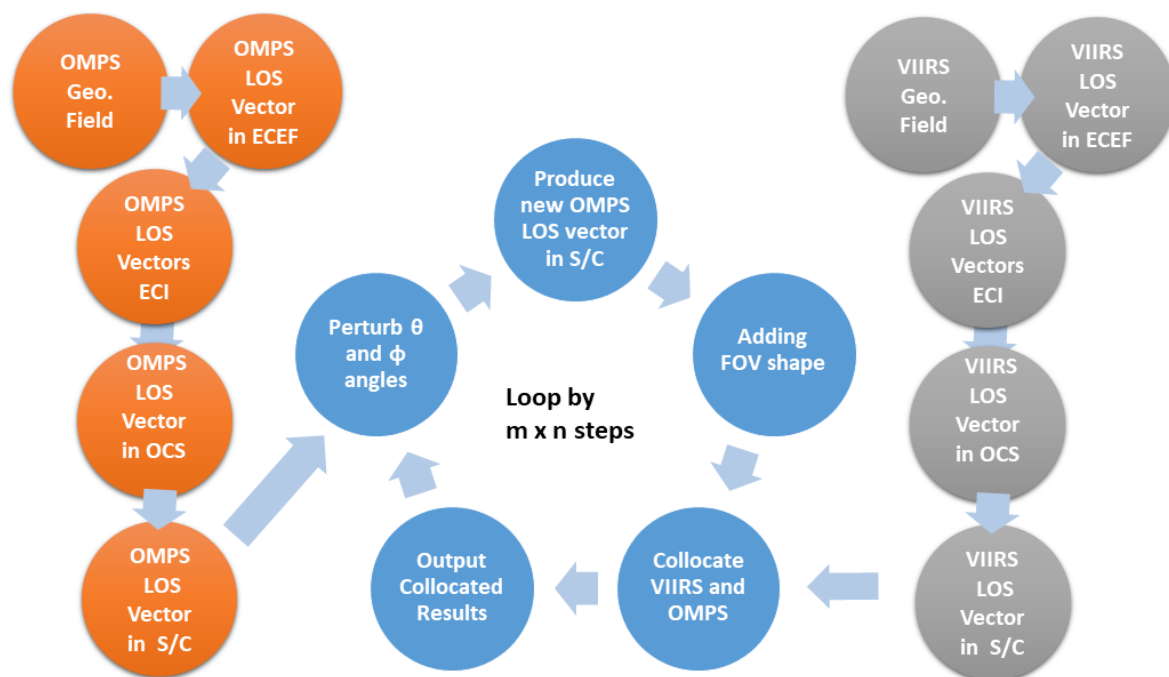 OMPS
Geo.
Field
OMPS
LOS
Vector
in ECEF
OMPS
LOS
Vectors
ECI
OMPS
LOS
Vector
in OCS
OMPS
LOS
Vector
in S/C
Produce
new OMPS
LOS vector
in S/C
Perturb θ
and ϕ
angles
Adding
FOV shape
Loop by
m x n steps
Output
Collocated
Results
Collocate
VIIRS and
OMPS
VIIRS
Geo.
Field
VIIRS
LOS
Vector
in ECEF
VIIRS
LOS
Vectors
ECI
VIIRS
LOS
Vector
in OCS
VIIRS
LOS
Vector
in S/C